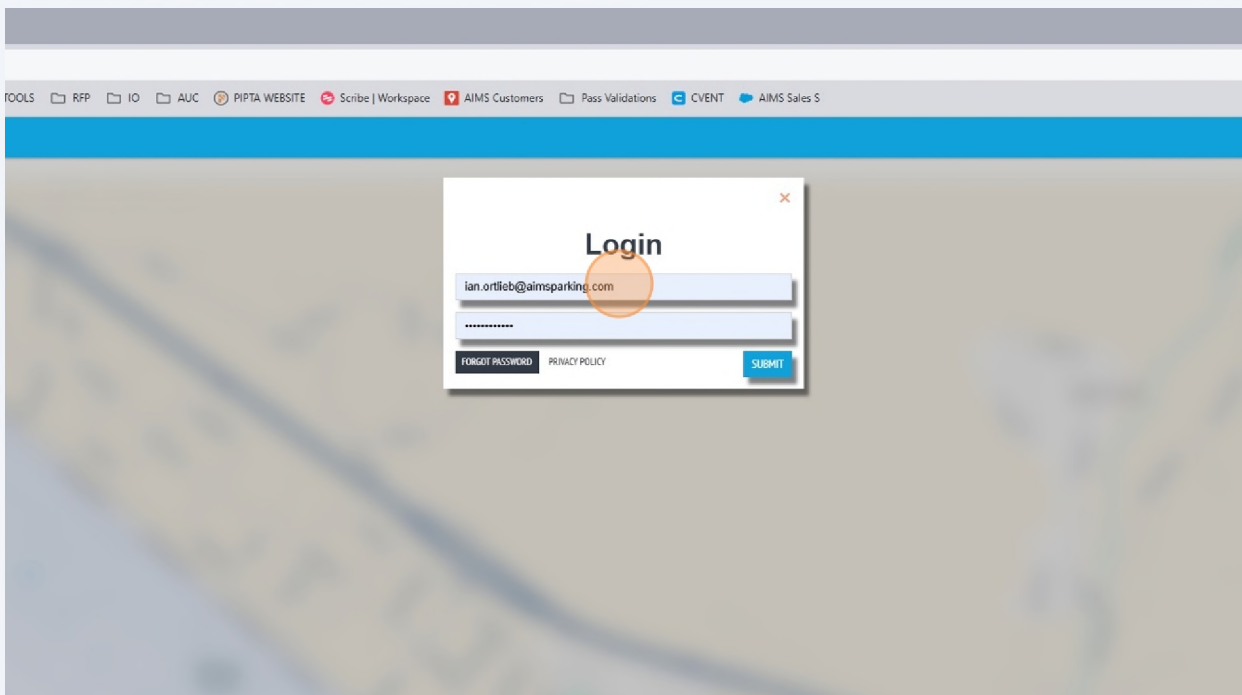 TOOLS RFP IO AUC PIPTA WEBSITE Scribe | Workspace AIMS Customers Pass Validations CVENT AIMS Sales S
Login
ian.ortlieb@aimsparking.com
••••••••••••
FORGOT PASSWORD PRIVACY POLICY SUBMIT